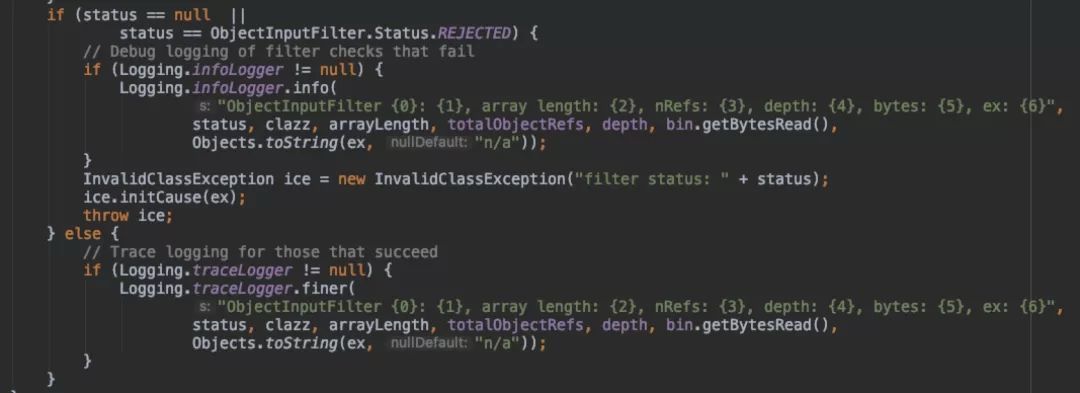 if (status == null  ||
status == ObjectInputFilter.Status.REJECTED) {
// Debug logging of filter checks that fail
if (Logging.infoLogger != null) {
Logging.infoLogger.info(
s: "ObjectInputFilter {0}: {1}, array length: {2}, nRefs: {3}, depth: {4}, bytes: {5}, ex: {6}",
status, clazz, arrayLength, totalObjectRefs, depth, bin.getBytesRead(),
Objects.toString(ex, nullDefault: "n/a"));
}
InvalidClassException ice = new InvalidClassException("filter status: " + status);
ice.initCause(ex);
throw ice;
} else {
// Trace logging for those that succeed
if (Logging.traceLogger != null) {
Logging.traceLogger.finer(
s: "ObjectInputFilter {0}: {1}, array length: {2}, nRefs: {3}, depth: {4}, bytes: {5}, ex: {6}",
status, clazz, arrayLength, totalObjectRefs, depth, bin.getBytesRead(),
Objects.toString(ex, nullDefault: "n/a"));
}
}